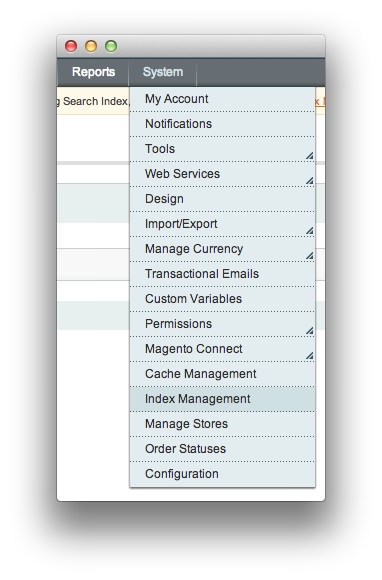 Reports System
g Search Index,
My Account
Notifications
Tools
Web Services
Design
Import/Export
Manage Currency
Transactional Emails
Custom Variables
Permissions
Magento Connect
Cache Management
Index Management
Manage Stores
Order Statuses
Configuration